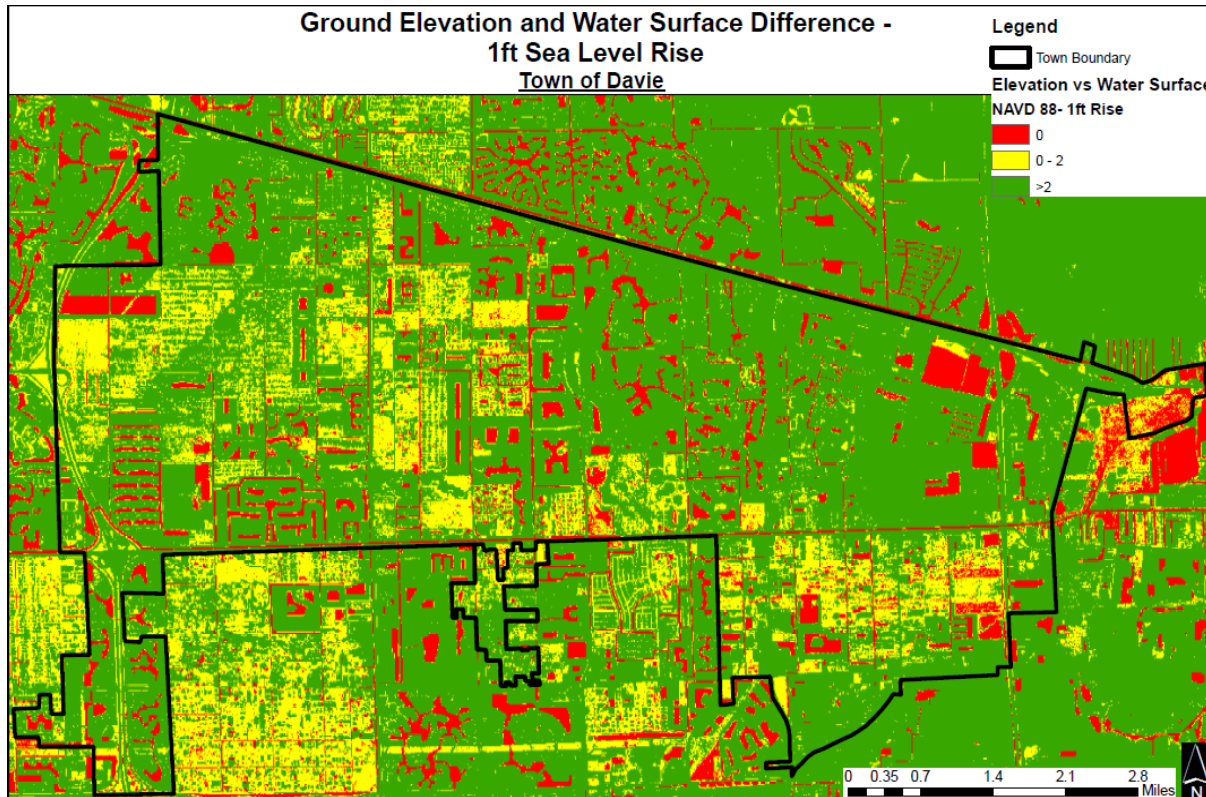 Ground Elevation and Water Surface Difference -
1ft Sea Level Rise
Town of Davie
Legend
Town Boundary
Elevation vs Water Surface
NAVD 88- 1ft Rise
0
0 - 2
>2
0 0.35 0.7 1.4 2.1 2.8
Miles
N